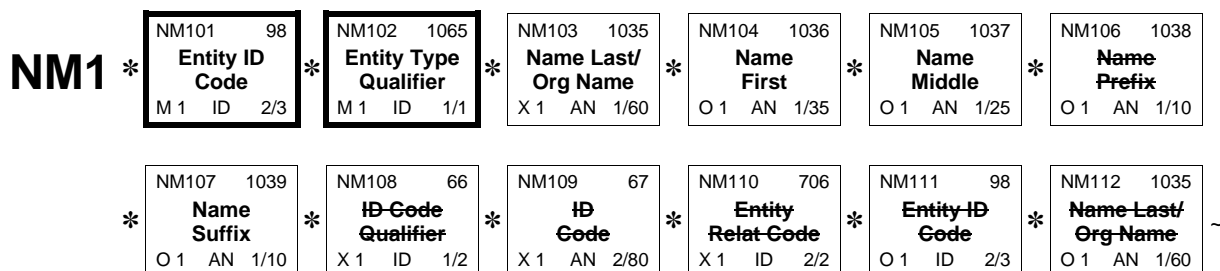 NM101 98 NM102 1065 NM103 1035 NM104 1036 NM105 1037 NM106 1038
NM1 * Entity ID Code * Entity Type Qualifier * Name Last/ Org Name * Name First * Name Middle * Name Prefix
M 1 ID 2/3 M 1 ID 1/1 X 1 AN 1/60 O 1 AN 1/35 O 1 AN 1/25 O 1 AN 1/10
NM107 1039 NM108 66 NM109 67 NM110 706 NM111 98 NM112 1035
* Name Suffix * ID Code Qualifier * ID Code * Entity Relat Code * Entity ID Code * Name Last/ Org Name ~
O 1 AN 1/10 X 1 ID 1/2 X 1 AN 2/80 X 1 ID 2/2 O 1 ID 2/3 O 1 AN 1/60